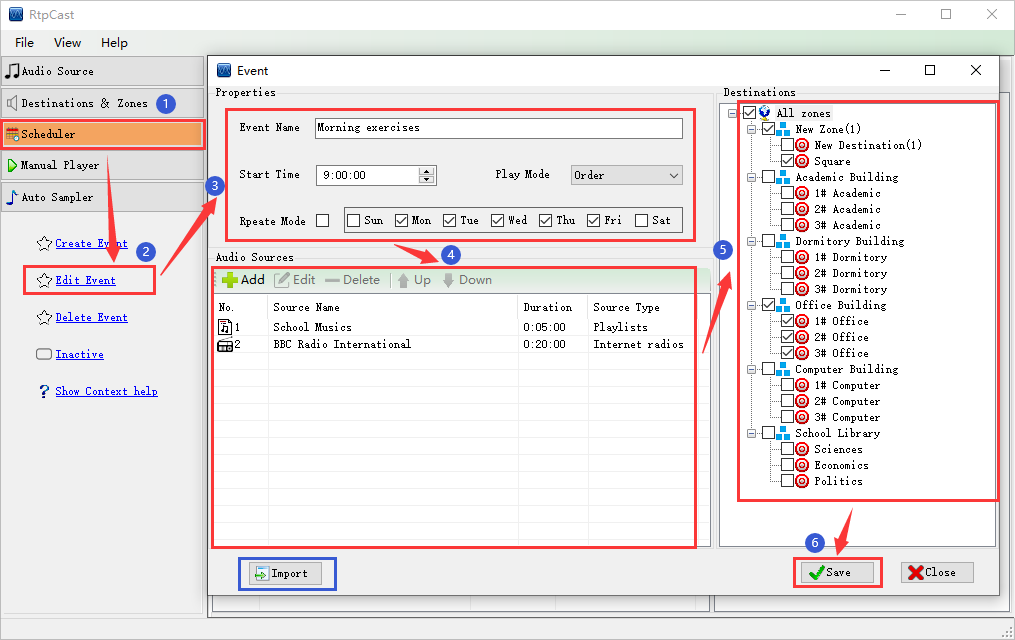 RtpCast
File View Help
Audio Source
Destinations & Zones 1
Scheduler
Manual Player
Auto Sampler
Create Event
2
Edit Event
Delete Event
Inactive
? Show Context help
3
Event
Properties
Event Name Morning exercises
Start Time 9:00:00 Play Mode Order
Rpeate Mode Sun Mon Tue Wed Thu Fri Sat
4
Audio Sources
Add Edit Delete Up Down
No. Source Name Duration Source Type
1 School Musics 0:05:00 Playlists
2 BBC Radio International 0:20:00 Internet radios
Import
5
Destinations
All zones
New Zone(1)
New Destination(1)
Square
Academic Building
1# Academic
2# Academic
3# Academic
Dormitory Building
1# Dormitory
2# Dormitory
3# Dormitory
Office Building
1# Office
2# Office
3# Office
Computer Building
1# Computer
2# Computer
3# Computer
School Library
Sciences
Economics
Politics
6
Save Close